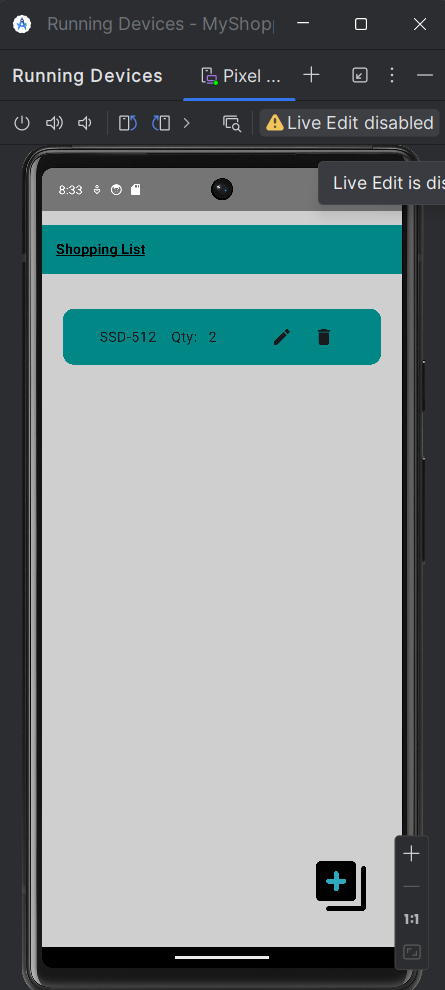 Running Devices - MyShopp
Running Devices
Pixel ...
Live Edit disabled
Live Edit is dis
8:33
Shopping List
SSD-512 Qty: 2
1:1